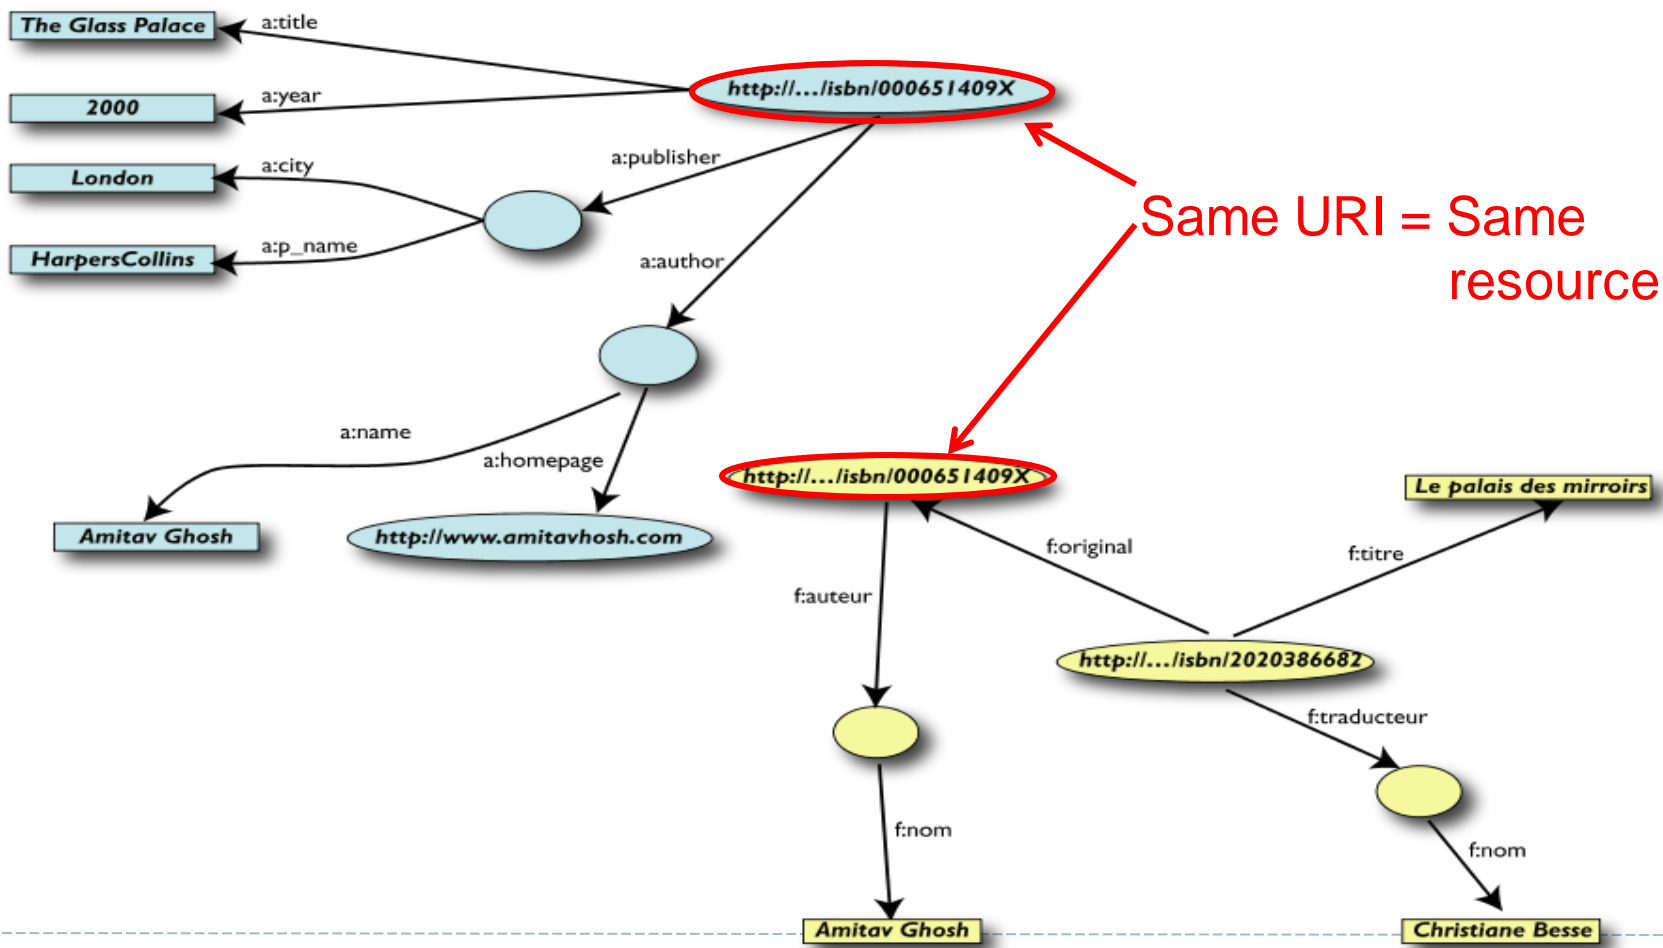 The Glass Palace
a:title
http://.../isbn/000651409X
2000
a:year
a:publisher
London
a:city
Same URI = Same
resource
HarpersCollins
a:p_name
a:author
a:name
a:homepage
http://.../isbn/000651409X
Le palais des mirroirs
Amitav Ghosh
http://www.amitavhosh.com
f:original
f:titre
f:auteur
http://.../isbn/2020386682
f:traducteur
f:nom
f:nom
Amitav Ghosh
Christiane Besse